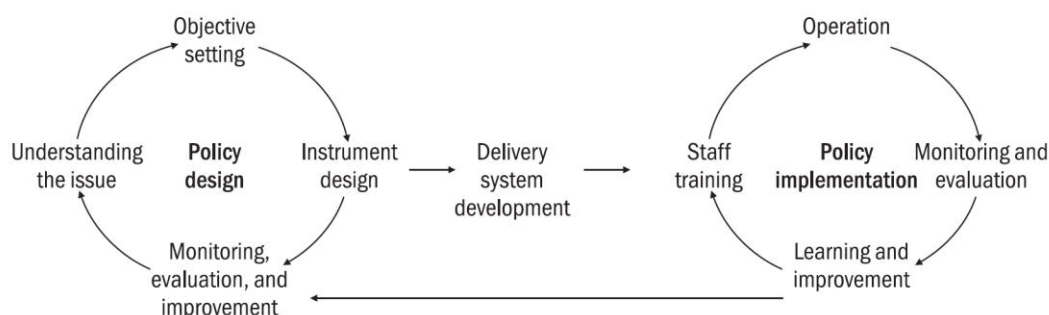 Objective
setting
Understanding
the issue
Policy
design
Instrument
design
Monitoring,
evaluation, and
improvement
Delivery
system
development
Operation
Staff
training
Policy
implementation
Monitoring and
evaluation
Learning and
improvement